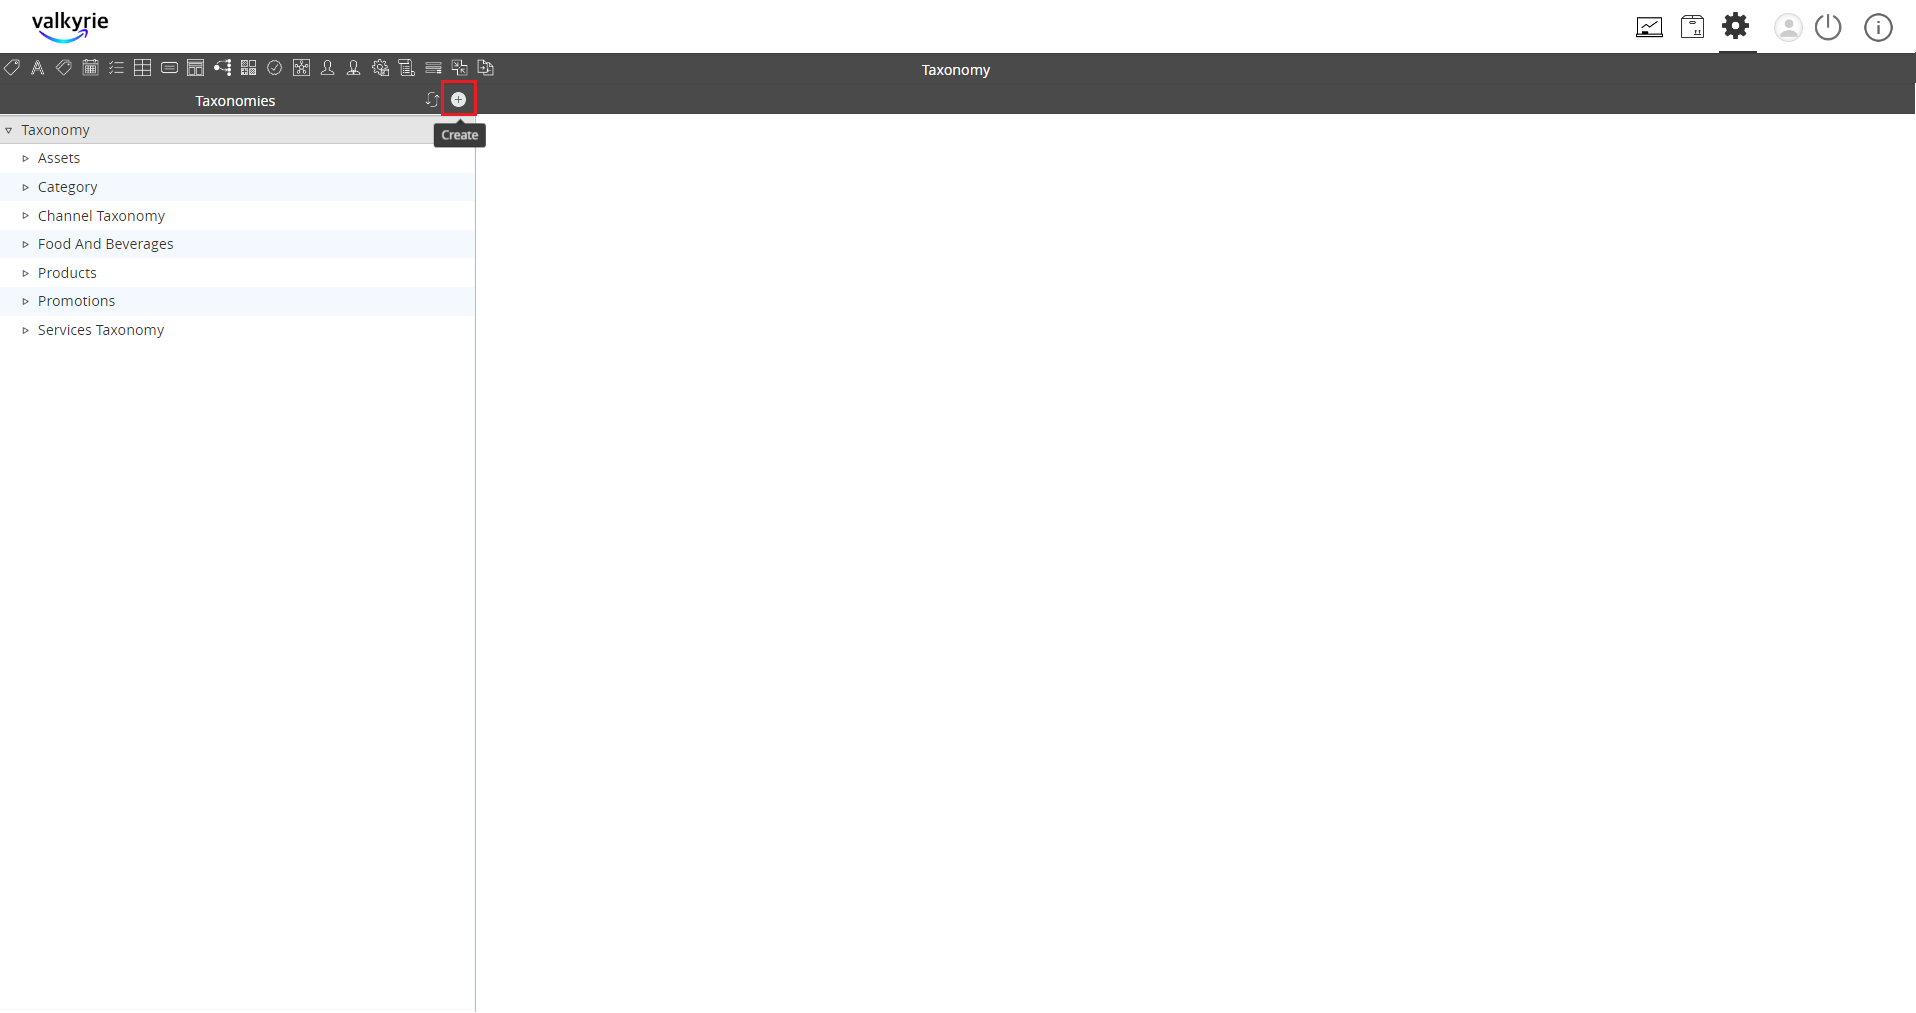 valkyrie
Taxonomy
Taxonomies
Create
Taxonomy
Assets
Category
Channel Taxonomy
Food And Beverages
Products
Promotions
Services Taxonomy